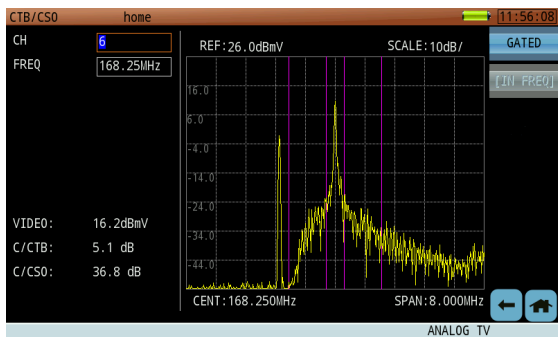 CTB/CSO home 11:56:08
CH 6
FREQ 168.25MHz
REF:26.0dBmV SCALE:10dB/
GATED
[IN FREQ]
16.0
6.0
-4.0
-14.0
-24.0
-34.0
-44.0
VIDEO: 16.2dBmV
C/CTB: 5.1 dB
C/CSO: 36.8 dB
CENT:168.250MHz SPAN:8.000MHz
ANALOG TV